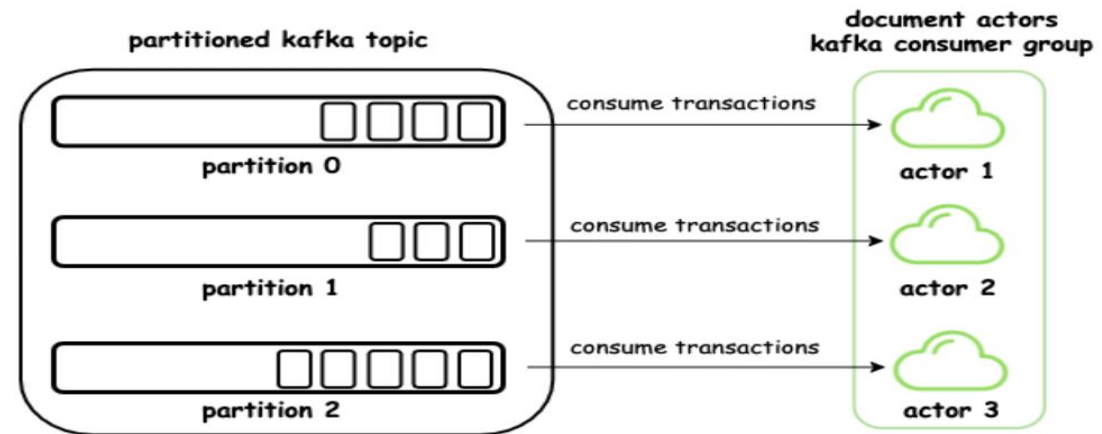 partitioned kafka topic
document actors
kafka consumer group
consume transactions
partition 0
actor 1
consume transactions
partition 1
actor 2
consume transactions
partition 2
actor 3